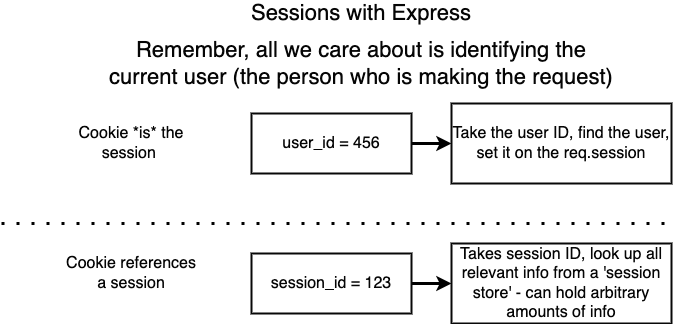 Sessions with Express
Remember, all we care about is identifying the
current user (the person who is making the request)
Cookie *is* the
session
user_id = 456
Take the user ID, find the user,
set it on the req.session
Cookie references
a session
session_id = 123
Takes session ID, look up all
relevant info from a 'session
store' - can hold arbitrary
amounts of info